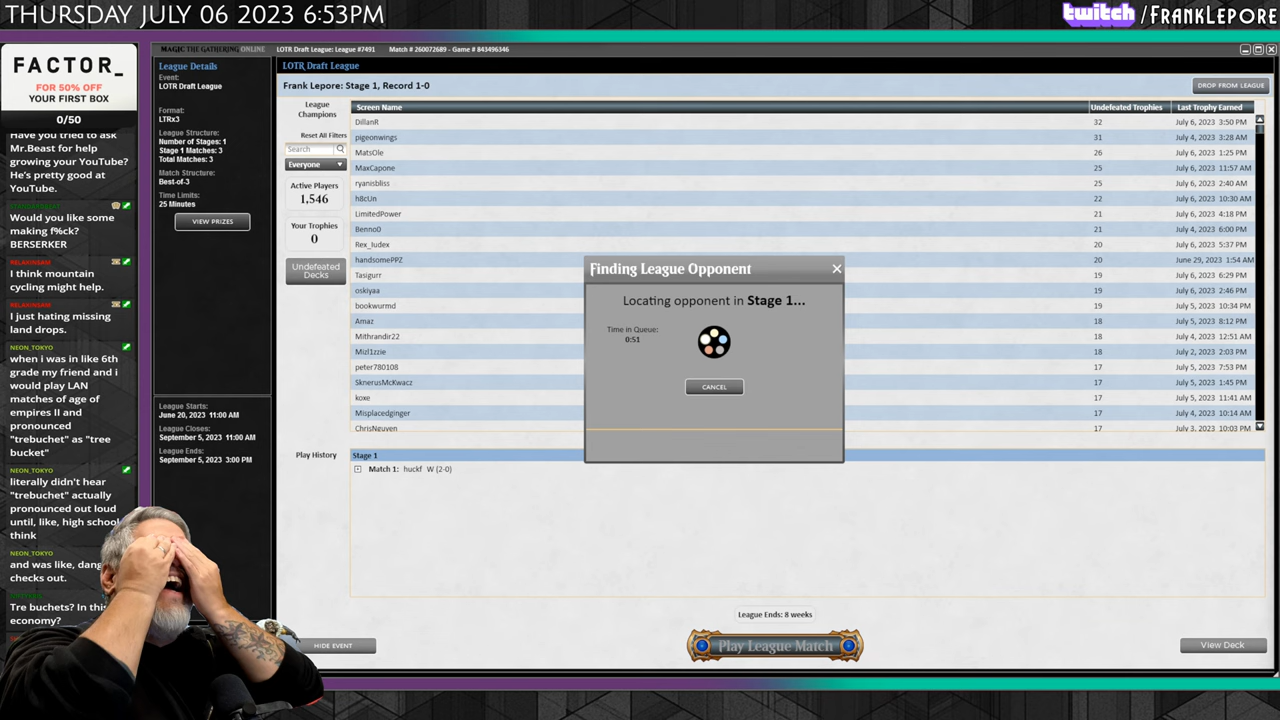 THURSDAY JULY 06 2023 6:53PM
twitch /FRANKLEPORE
FACTOR_
FOR 50% OFF
YOUR FIRST BOX
0/50
Have you tried to ask
Mr.Beast for help
growing your YouTube?
He's pretty good at
YouTube.
Would you like some
making f%ck?
BERSERKER
RELAKINSAM
I think mountain
cycling might help.
RELAKINSAM
I just hating missing
land drops.
NEON_TOKYO
when i was in like 6th
grade my friend and i
would play LAN
matches of age of
empires II and
pronounced
"trebuchet" as "tree
bucket"
NEON_TOKYO
literally didn't hear
"trebuchet" actually
pronounced out loud
until, like, high school
think
NEON_TOKYO
and was like, dang
checks out.
Tre buchets? In this
economy?
MAGIC THE GATHERING ONLINE
LOTR Draft League: League #7491
Match # 260072689 - Game # 843496346
League Details
Event:
LOTR Draft League
Format:
LTRx3
League Structure:
Number of Stages: 1
Stage 1 Matches: 3
Total Matches: 3
Match Structure:
Best-of-3
Time Limits:
25 Minutes
VIEW PRIZES
League Starts:
June 20, 2023 11:00 AM
League Closes:
September 5, 2023 11:00 AM
League Ends:
September 5, 2023 3:00 PM
LOTR Draft League
Frank Lepore: Stage 1, Record 1-0
DROP FROM LEAGUE
League
Champions
Reset All Filters
Search
Everyone
Active Players
1,546
Your Trophies
0
Undefeated
Decks
Screen Name Undefeated Trophies Last Trophy Earned
DillanR 32 July 6, 2023 3:50 PM
pigeonwings 31 July 4, 2023 3:28 AM
MatsOle 26 July 6, 2023 1:25 PM
MaxCapone 25 July 6, 2023 11:57 AM
ryanisbliss 25 July 6, 2023 2:40 AM
h8cUn 22 July 6, 2023 10:30 AM
LimitedPower 21 July 6, 2023 4:18 PM
Benno0 21 July 4, 2023 6:00 PM
Rex_Iudex 20 July 6, 2023 5:37 PM
handsomePPZ 20 June 29, 2023 1:54 AM
Tasigurr 19 July 6, 2023 6:29 PM
oskiyaa 19 July 6, 2023 2:46 PM
bookwurmd 19 July 5, 2023 10:34 PM
Amaz 18 July 5, 2023 8:12 PM
Mithrandir22 18 July 4, 2023 12:51 AM
Mizl1zzie 18 July 2, 2023 2:03 PM
peter780108 17 July 5, 2023 7:53 PM
SknerusMcKwacz 17 July 5, 2023 1:45 PM
koxe 17 July 5, 2023 11:41 AM
Misplacedginger 17 July 4, 2023 10:14 AM
ChrisNguyen 17 July 3, 2023 10:03 PM
Finding League Opponent
Locating opponent in Stage 1...
Time in Queue:
0:51
CANCEL
Play History
Stage 1
Match 1: huckf W (2-0)
League Ends: 8 weeks
HIDE EVENT
Play League Match
View Deck